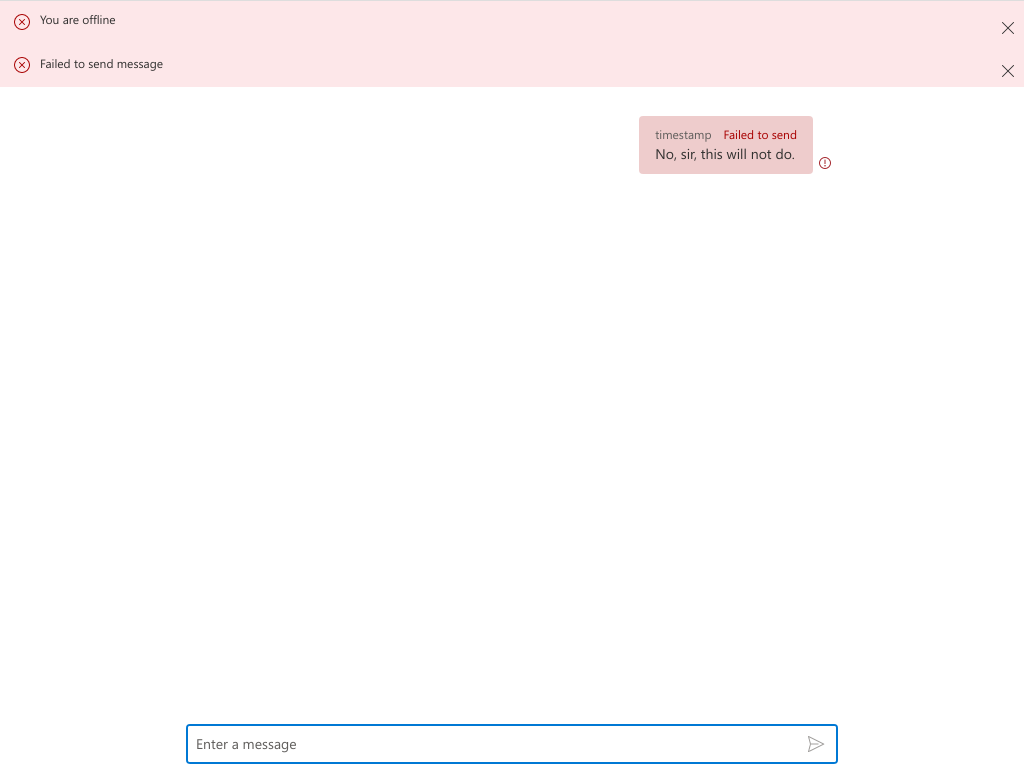 You are offline
Failed to send message
timestamp Failed to send
No, sir, this will not do.
Enter a message